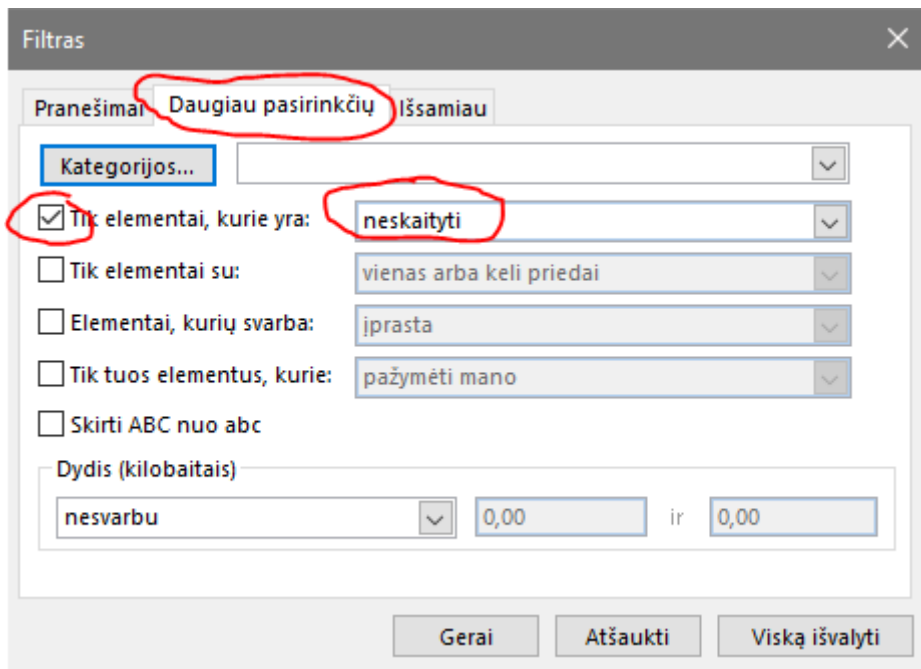 Filtras
Pranešimai Daugiau pasirinkčių Išsamiau
Kategorijos...
Tik elementai, kurie yra: neskaityti
Tik elementai su: vienas arba keli priedai
Elementai, kurių svarba: įprasta
Tik tuos elementus, kurie: pažymėti mano
Skirti ABC nuo abc
Dydis (kilobaitais)
nesvarbu 0,00 ir 0,00
Gerai Atšaukti Viską išvalyti